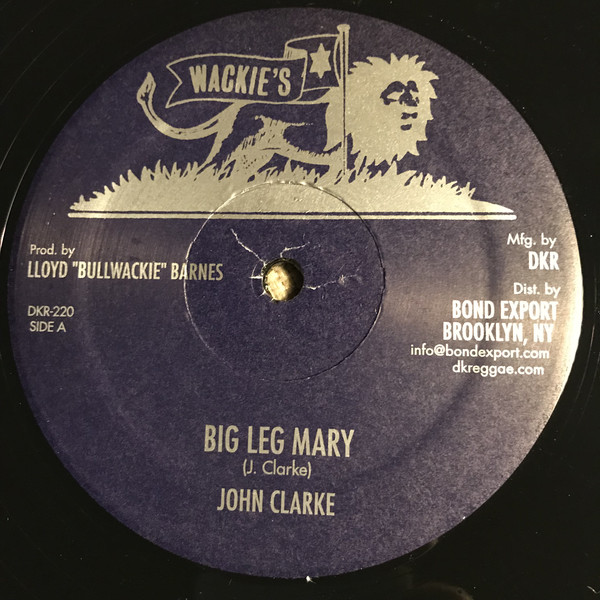 WACKIE'S
Prod. by
LLOYD "BULLWACKIE" BARNES
DKR-220
SIDE A
Mfg. by
DKR
Dist. by
BOND EXPORT
BROOKLYN, NY
info@bondexport.com
dkreggae.com
BIG LEG MARY
(J. Clarke)
JOHN CLARKE